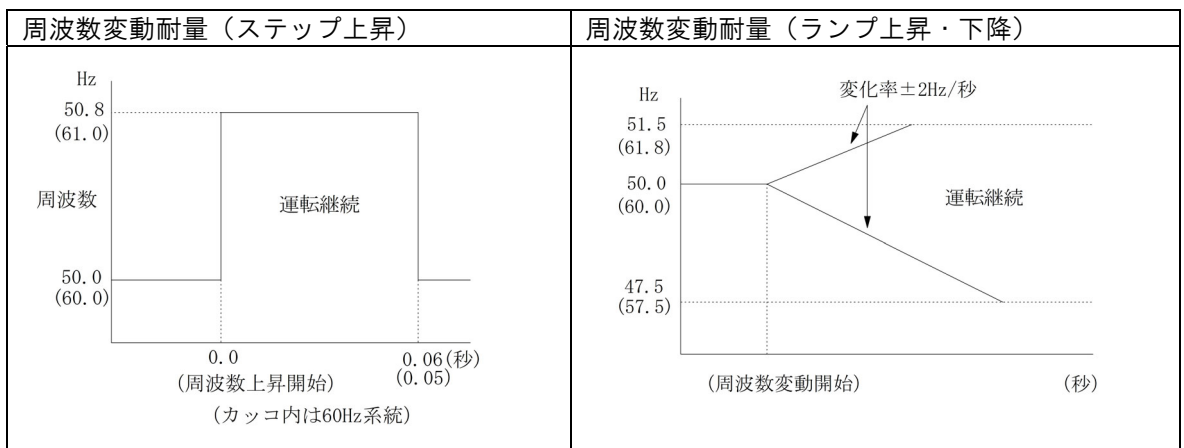 周波数変動耐量（ステップ上昇）
Hz
50.8
(61.0)
周波数
運転継続
50.0
(60.0)
0.0
0.06(秒)
(0.05)
(周波数上昇開始)
(カッコ内は60Hz系統)
周波数変動耐量（ランプ上昇・下降）
変化率±2Hz/秒
Hz
51.5
(61.8)
50.0
(60.0)
運転継続
47.5
(57.5)
(周波数変動開始)
(秒)